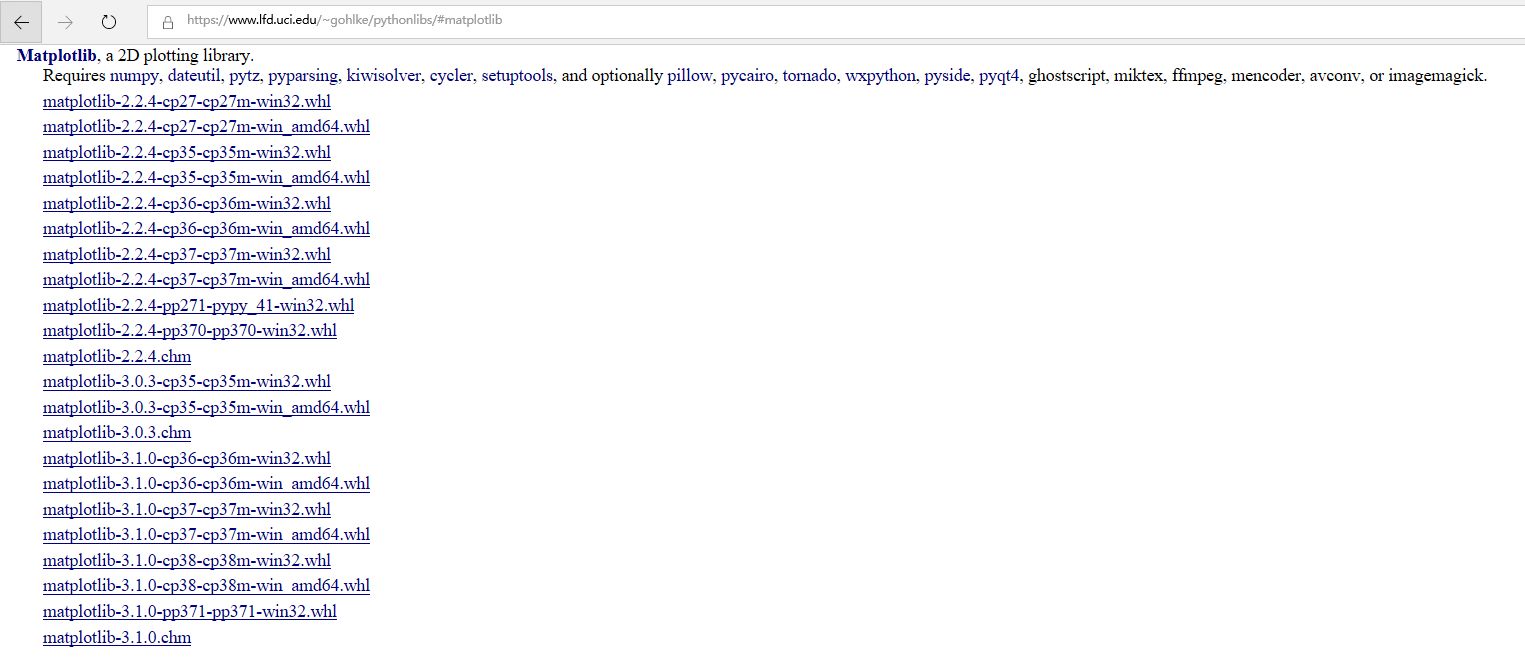 https://www.lfd.uci.edu/~gohlke/pythonlibs/#matplotlib
Matplotlib, a 2D plotting library.
Requires numpy, dateutil, pytz, pyparsing, kiwisolver, cycler, setuptools, and optionally pillow, pycairo, tornado, wxpython, pyside, pyqt4, ghostscript, miktex, ffmpeg, mencoder, avconv, or imagemagick.
matplotlib-2.2.4-cp27-cp27m-win32.whl
matplotlib-2.2.4-cp27-cp27m-win_amd64.whl
matplotlib-2.2.4-cp35-cp35m-win32.whl
matplotlib-2.2.4-cp35-cp35m-win_amd64.whl
matplotlib-2.2.4-cp36-cp36m-win32.whl
matplotlib-2.2.4-cp36-cp36m-win_amd64.whl
matplotlib-2.2.4-cp37-cp37m-win32.whl
matplotlib-2.2.4-cp37-cp37m-win_amd64.whl
matplotlib-2.2.4-pp271-pypy_41-win32.whl
matplotlib-2.2.4-pp370-pp370-win32.whl
matplotlib-2.2.4.chm
matplotlib-3.0.3-cp35-cp35m-win32.whl
matplotlib-3.0.3-cp35-cp35m-win_amd64.whl
matplotlib-3.0.3.chm
matplotlib-3.1.0-cp36-cp36m-win32.whl
matplotlib-3.1.0-cp36-cp36m-win_amd64.whl
matplotlib-3.1.0-cp37-cp37m-win32.whl
matplotlib-3.1.0-cp37-cp37m-win_amd64.whl
matplotlib-3.1.0-cp38-cp38m-win32.whl
matplotlib-3.1.0-cp38-cp38m-win_amd64.whl
matplotlib-3.1.0-pp371-pp371-win32.whl
matplotlib-3.1.0.chm